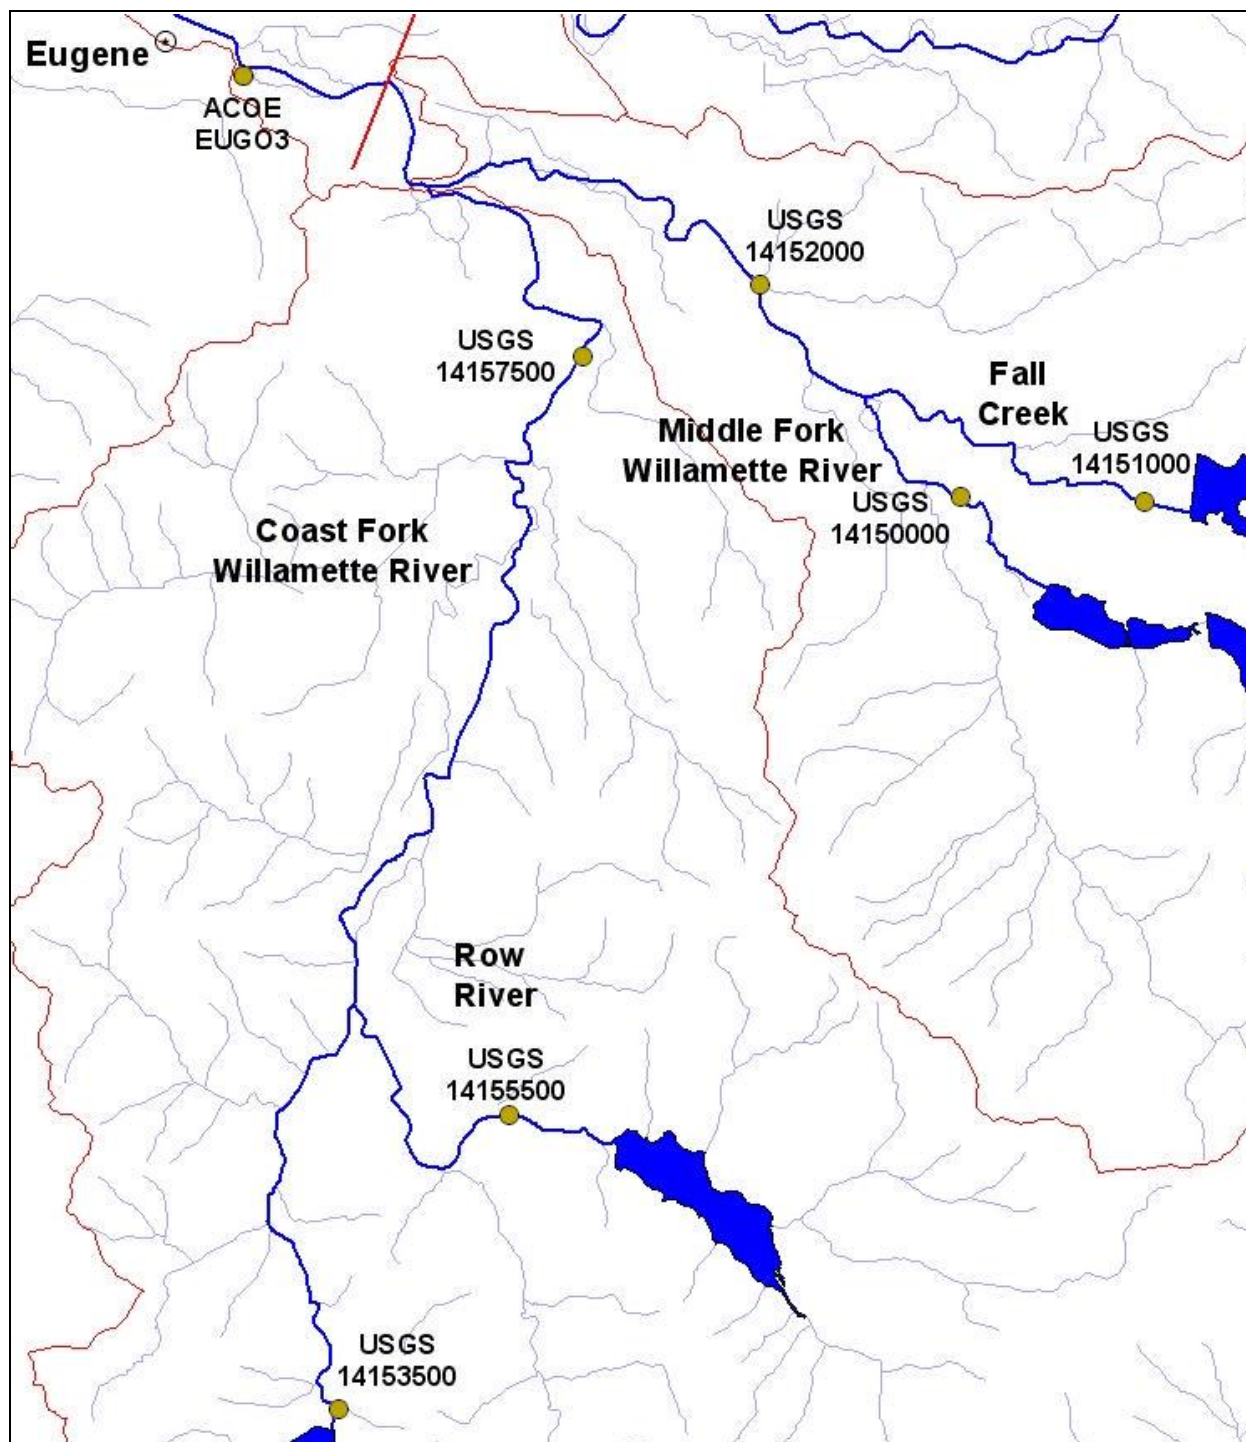 Eugene
ACOE
EUGO3
USGS
14152000
USGS
14157500
Fall
Creek
Middle Fork
Willamette River
USGS
14151000
USGS
14150000
Coast Fork
Willamette River
Row
River
USGS
14155500
USGS
14153500